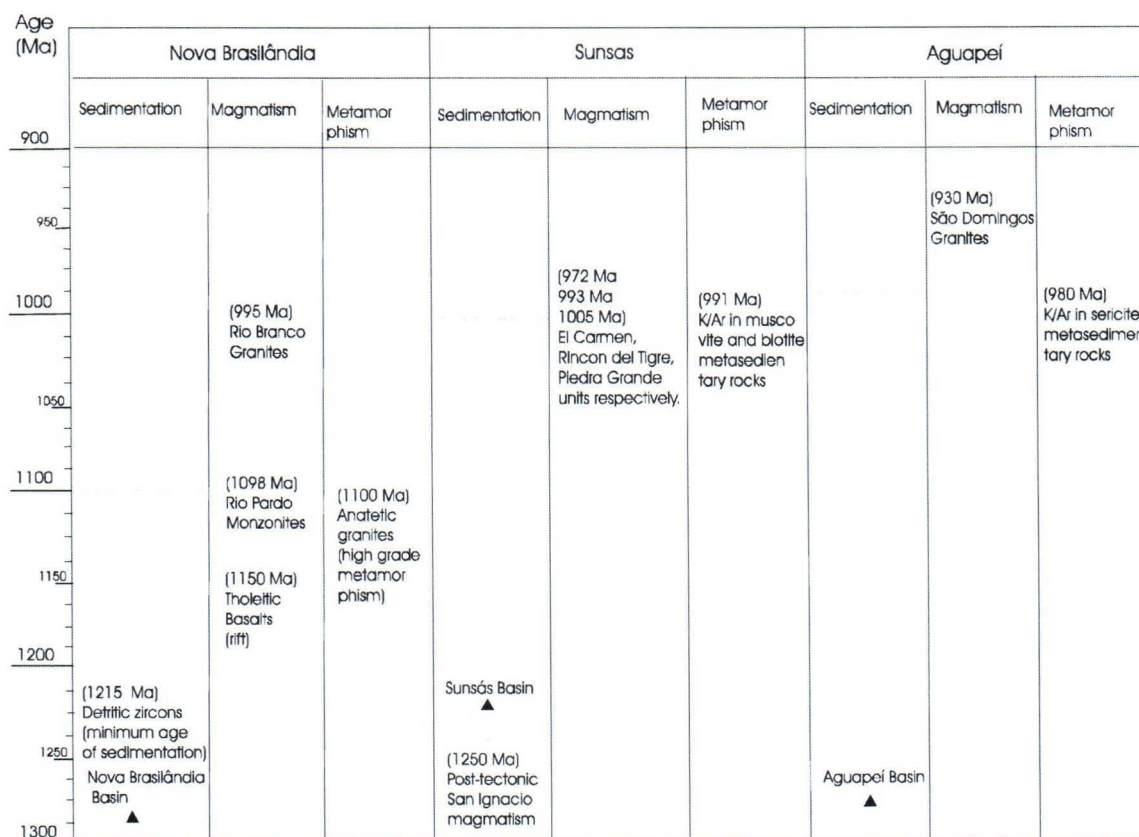 Age
(Ma)
Nova Brasilândia
Sunsas
Aguapeí
Sedimentation
Magmatism
Metamor
phism
Sedimentation
Magmatism
Metamor
phism
Sedimentation
Magmatism
Metamor
phism
900
950
1000
1050
1100
1150
1200
1250
1300
(1215 Ma)
Detritic zircons
(minimum age
of sedimentation)
Nova Brasilândia
Basin
(995 Ma)
Rio Branco
Granites
(1098 Ma)
Rio Pardo
Monzonites
(1150 Ma)
Tholeitic
Basalts
(rift)
(1100 Ma)
Anatetic
granites
(high grade
metamor
phism)
Sunsás Basin
(1250 Ma)
Post-tectonic
San Ignacio
magmatism
(972 Ma
993 Ma
1005 Ma)
El Carmen,
Rincon del Tigre,
Piedra Grande
units respectively.
(991 Ma)
K/Ar in musco
vite and biotite
metasedien
tary rocks
Aguapeí Basin
(930 Ma)
São Domingos
Granites
(980 Ma)
K/Ar in sericite
metasedimen
tary rocks